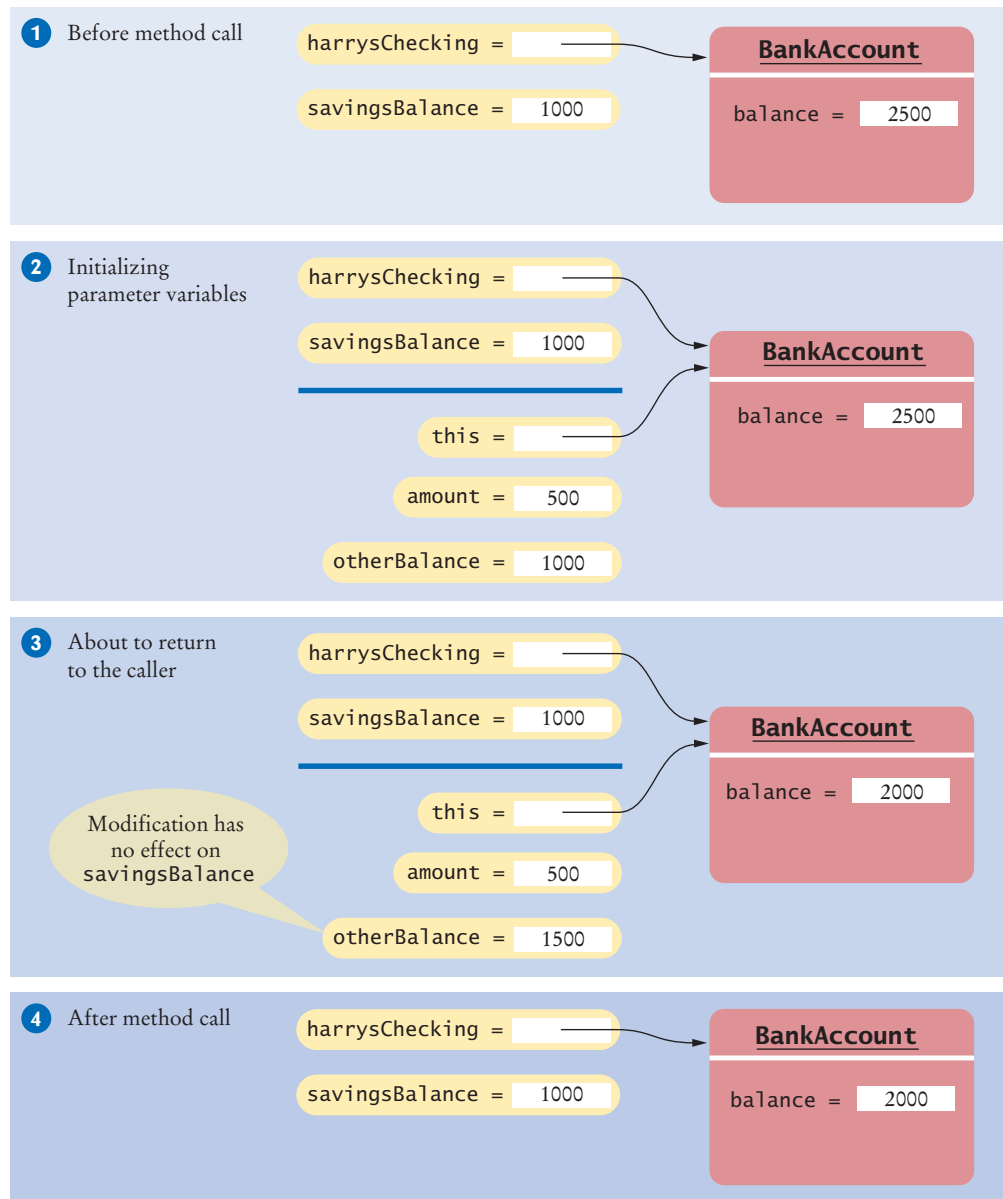 1 Before method call
harrysChecking =
savingsBalance = 1000
BankAccount
balance = 2500
2 Initializing
parameter variables
harrysChecking =
savingsBalance = 1000
this =
amount = 500
otherBalance = 1000
BankAccount
balance = 2500
3 About to return
to the caller
harrysChecking =
savingsBalance = 1000
this =
amount = 500
otherBalance = 1500
Modification has
no effect on
savingsBalance
BankAccount
balance = 2000
4 After method call
harrysChecking =
savingsBalance = 1000
BankAccount
balance = 2000